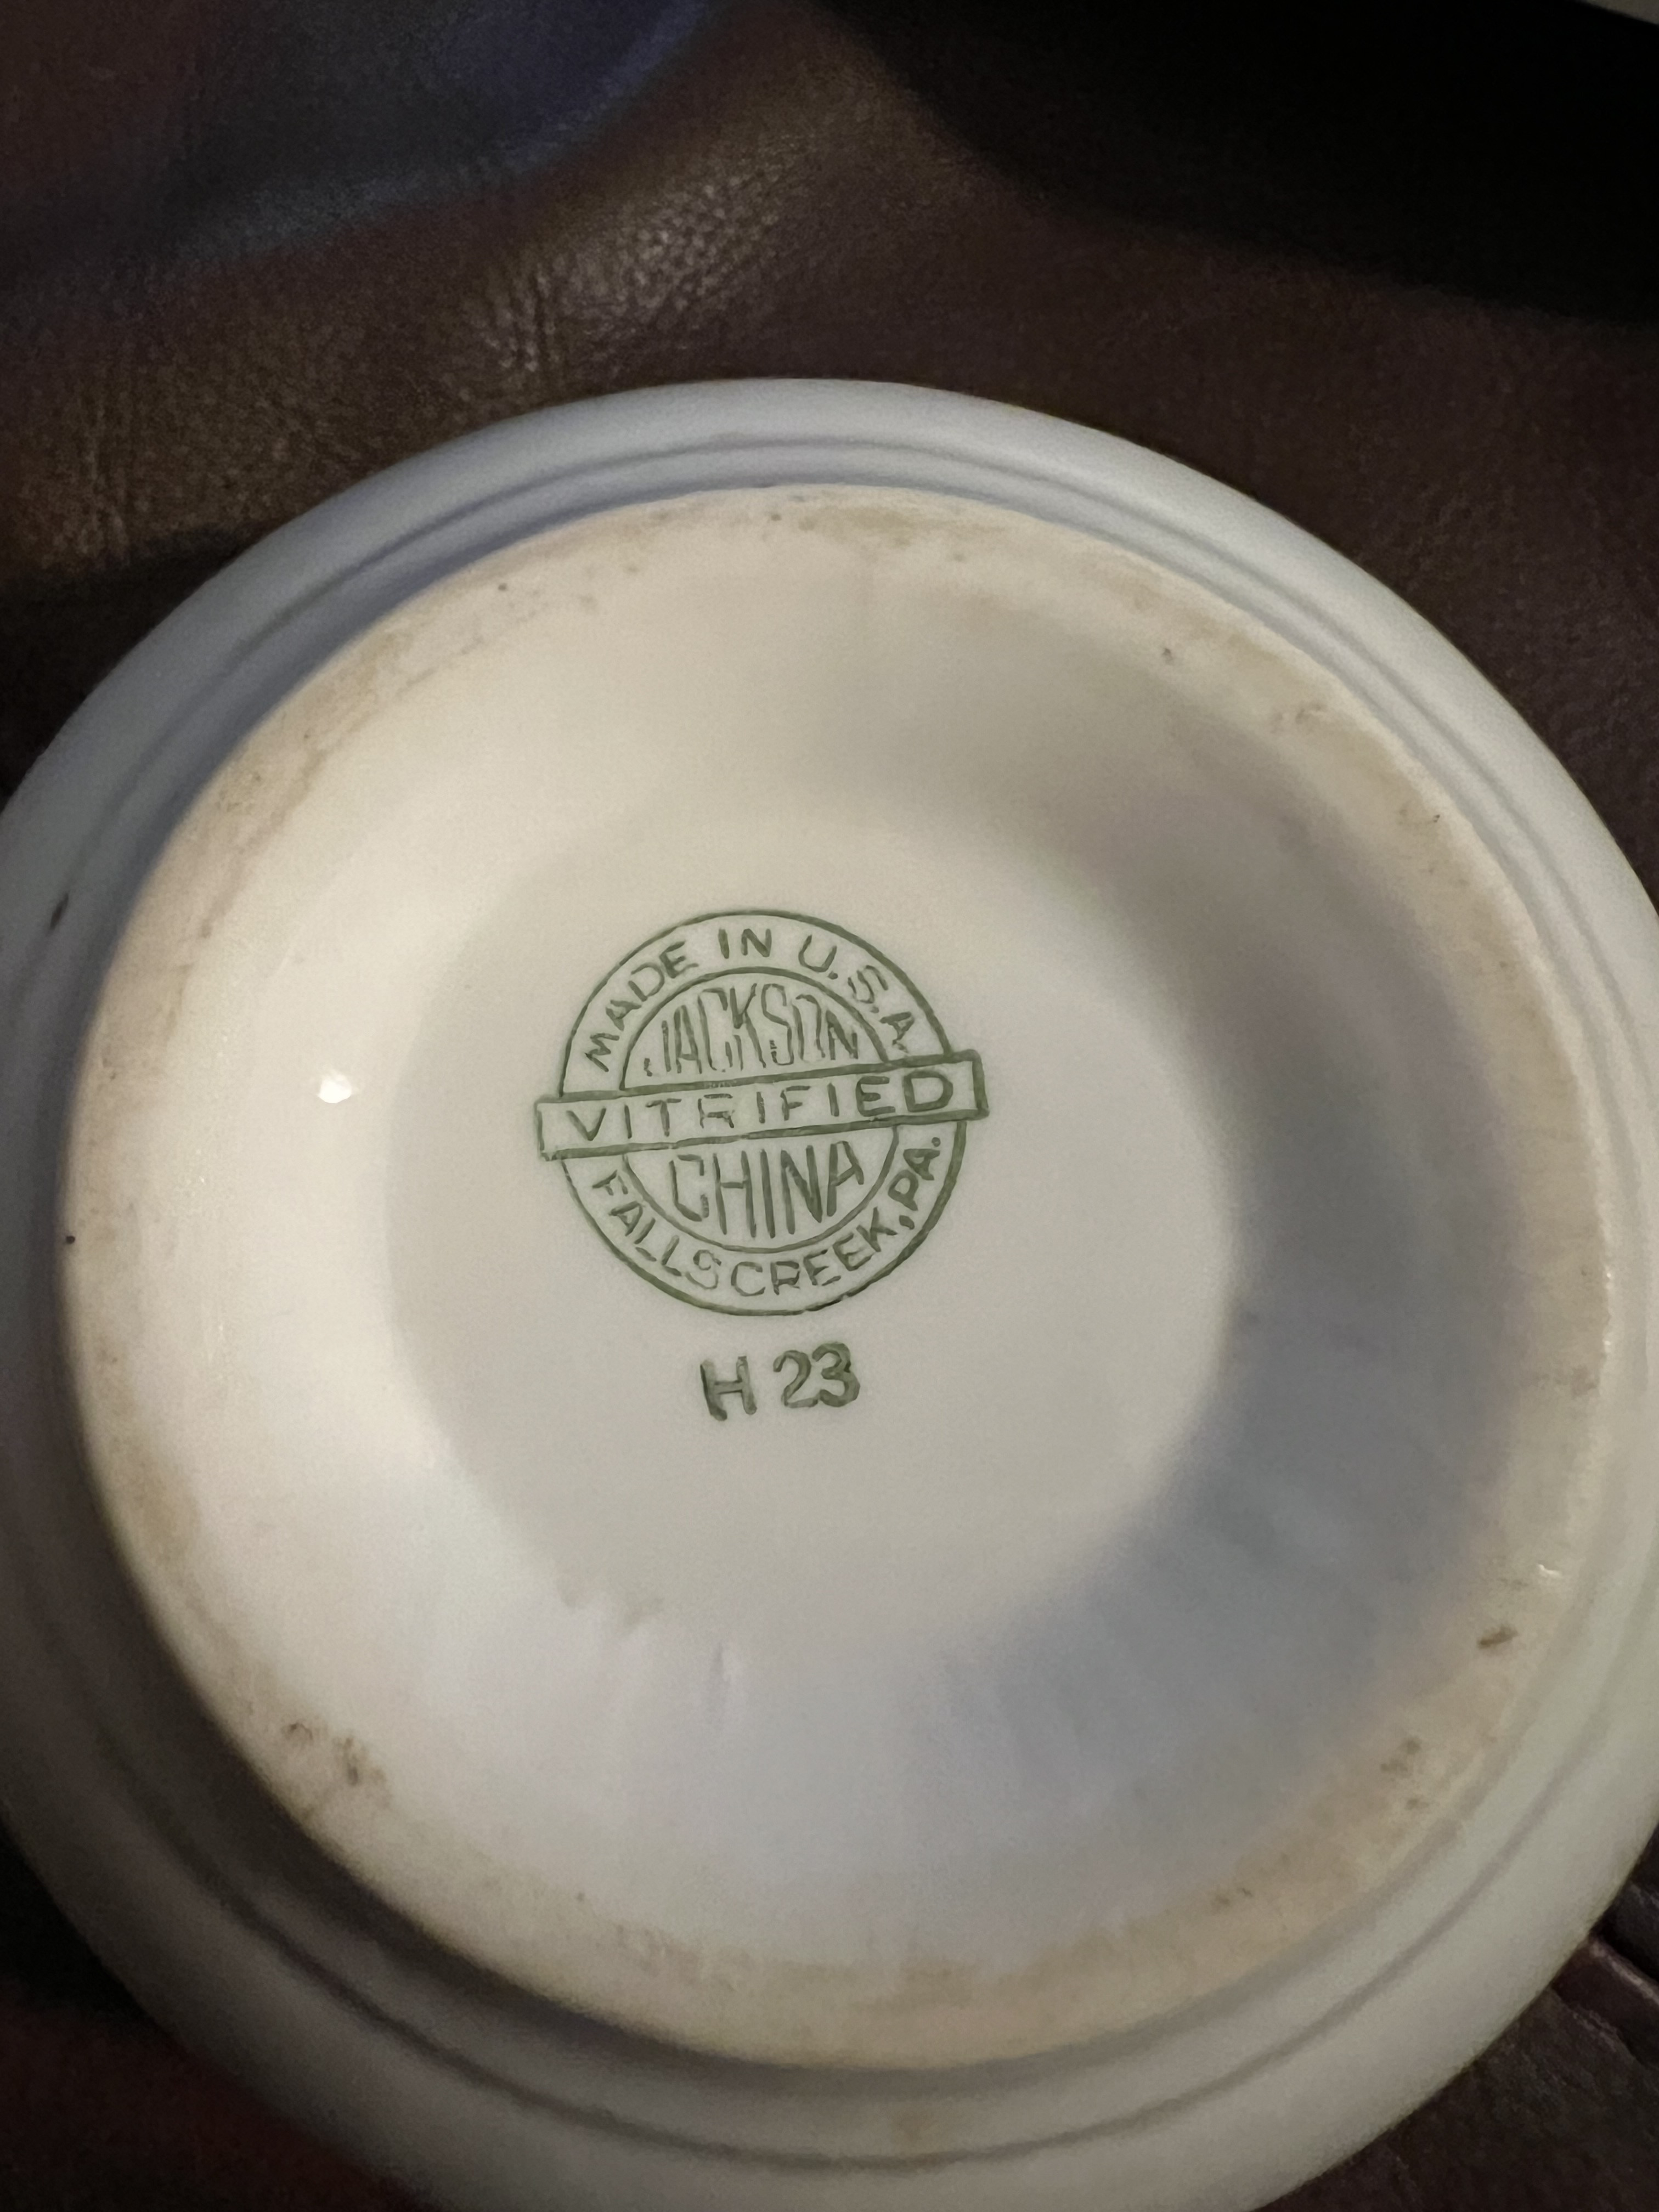 MADE IN U.S.A
JACKSON
VITRIFIED
CHINA
FALLS CREEK, PA.
H 23